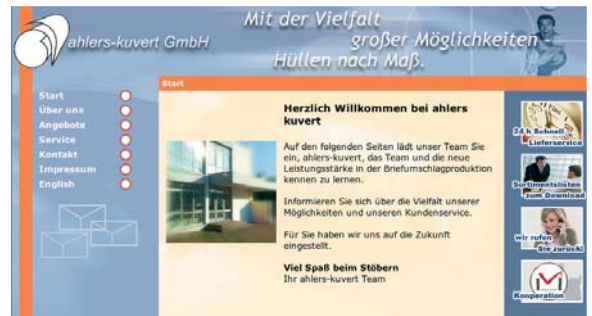 ahlers-kuvert GmbH
Mit der Vielfalt
großer Möglichkeiten -
Hüllen nach Maß.
Start
Start
Über uns
Angebote
Service
Kontakt
Impressum
English
Herzlich Willkommen bei ahlers
kuvert
Auf den folgenden Seiten lädt unser Team Sie
ein, ahlers-kuvert, das Team und die neue
Leistungsstärke in der Briefumschlagproduktion
kennen zu lernen.
Informieren Sie sich über die Vielfalt unserer
Möglichkeiten und unseren Kundenservice.
Für Sie haben wir uns auf die Zukunft
eingestellt.
Viel Spaß beim Stöbern
Ihr ahlers-kuvert Team
24 h Schnell
Lieferservice
Sortimentslisten
zum Download
wir rufen
Sie zurück!
Kooperation